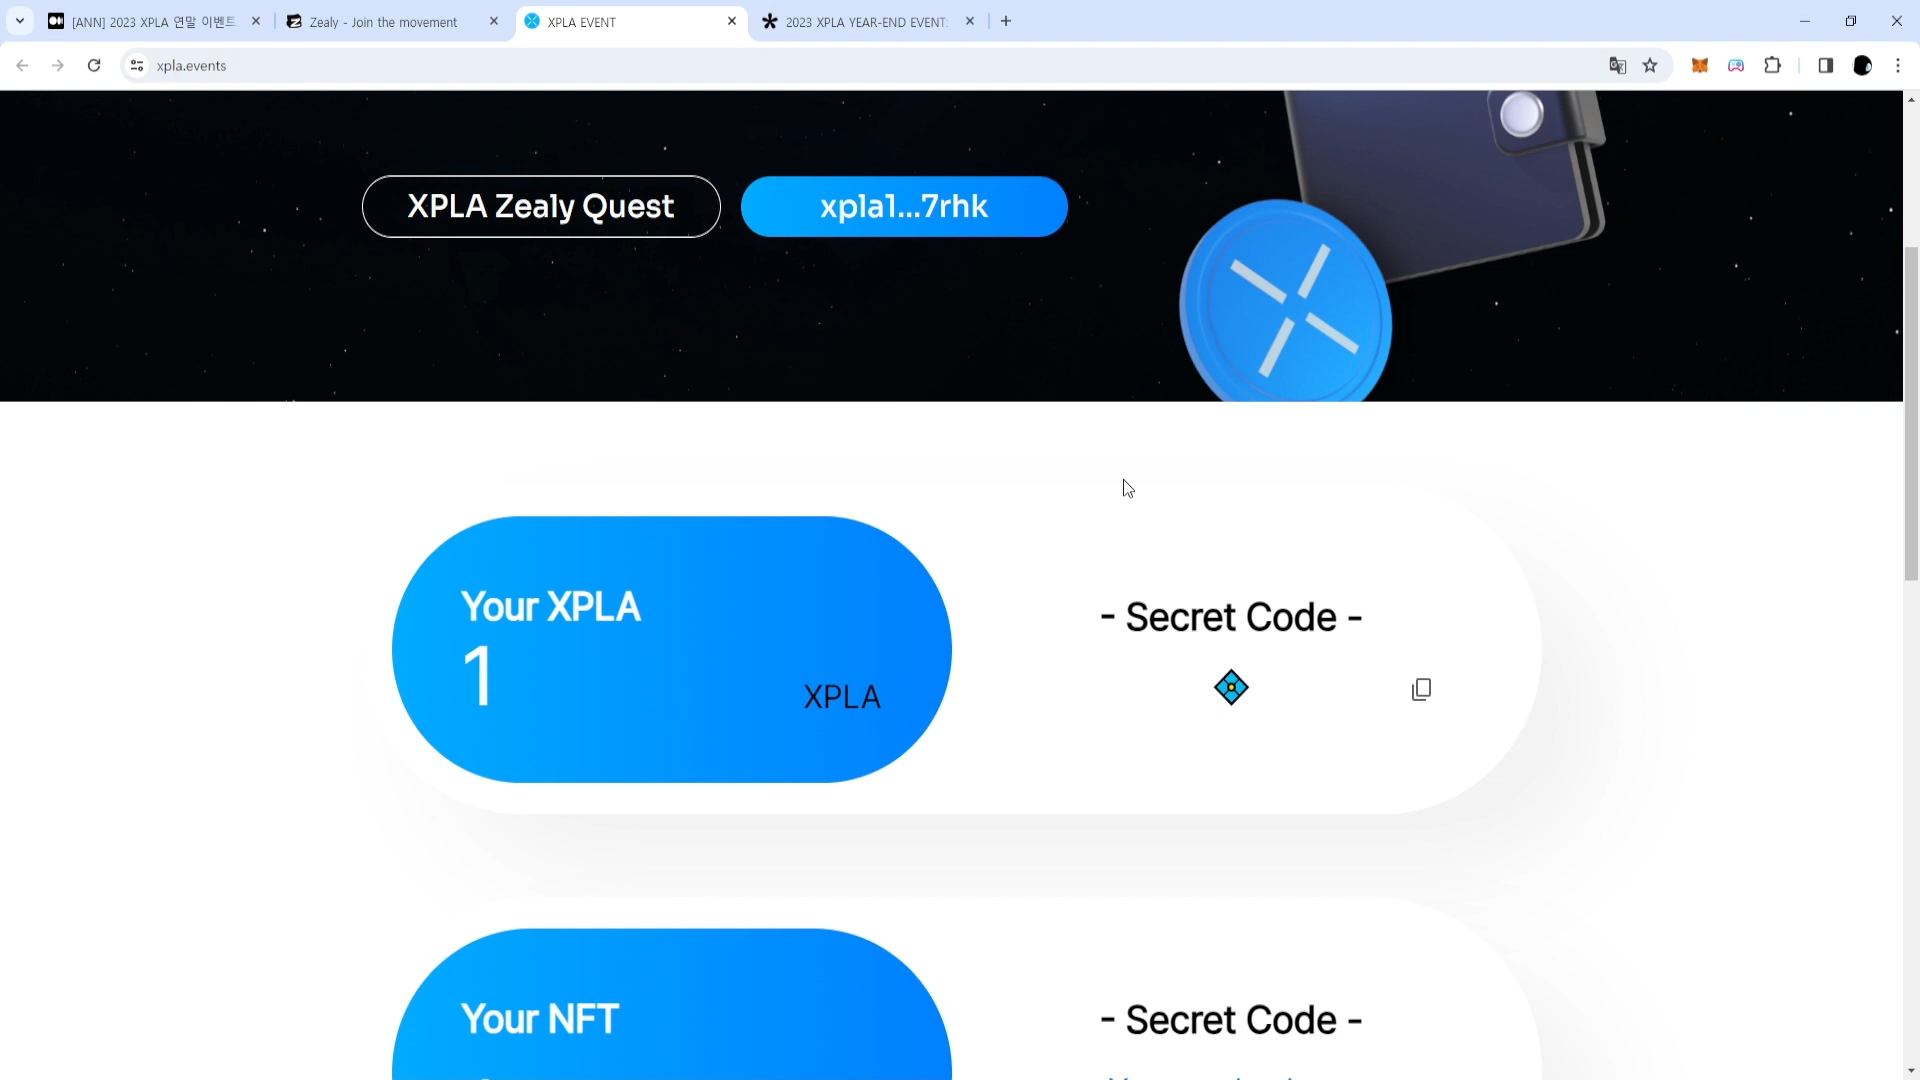 [ANN] 2023 XPLA 연말 이벤트
Zealy - Join the movement
XPLA EVENT
2023 XPLA YEAR-END EVENT:
xpla.events
XPLA Zealy Quest
xpla1...7rhk
Your XPLA
1
XPLA
- Secret Code -
Your NFT
- Secret Code -